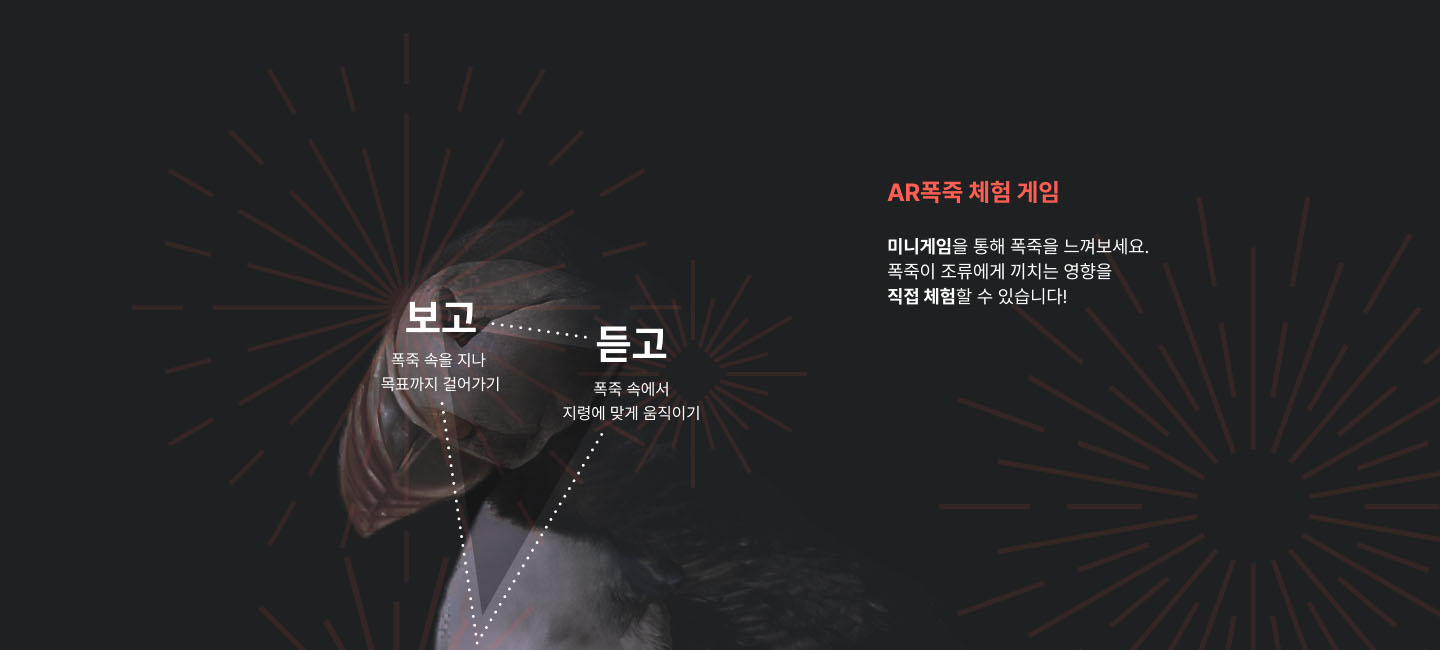 AR폭죽 체험 게임
미니게임을 통해 폭죽을 느껴보세요.
폭죽이 조류에게 끼치는 영향을
직접 체험할 수 있습니다!
보고
폭죽 속을 지나
목표까지 걸어가기
듣고
폭죽 속에서
지령에 맞게 움직이기